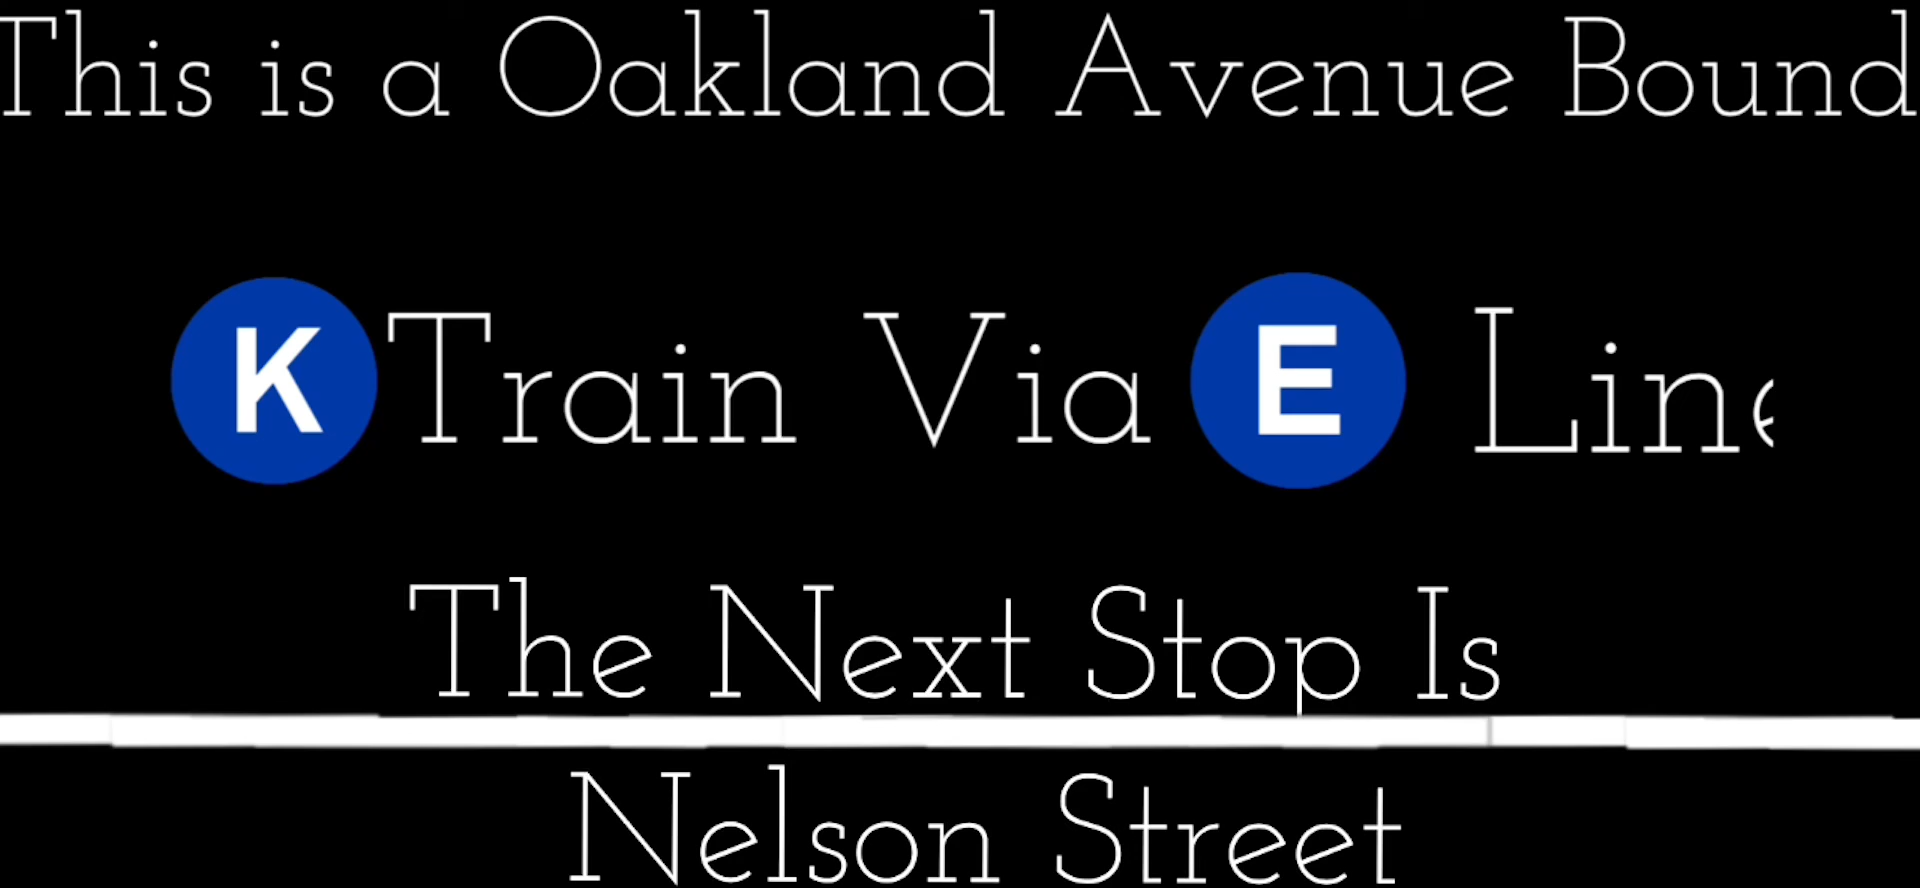 This is a Oakland Avenue Bound
K Train Via E Line
The Next Stop Is
Nelson Street